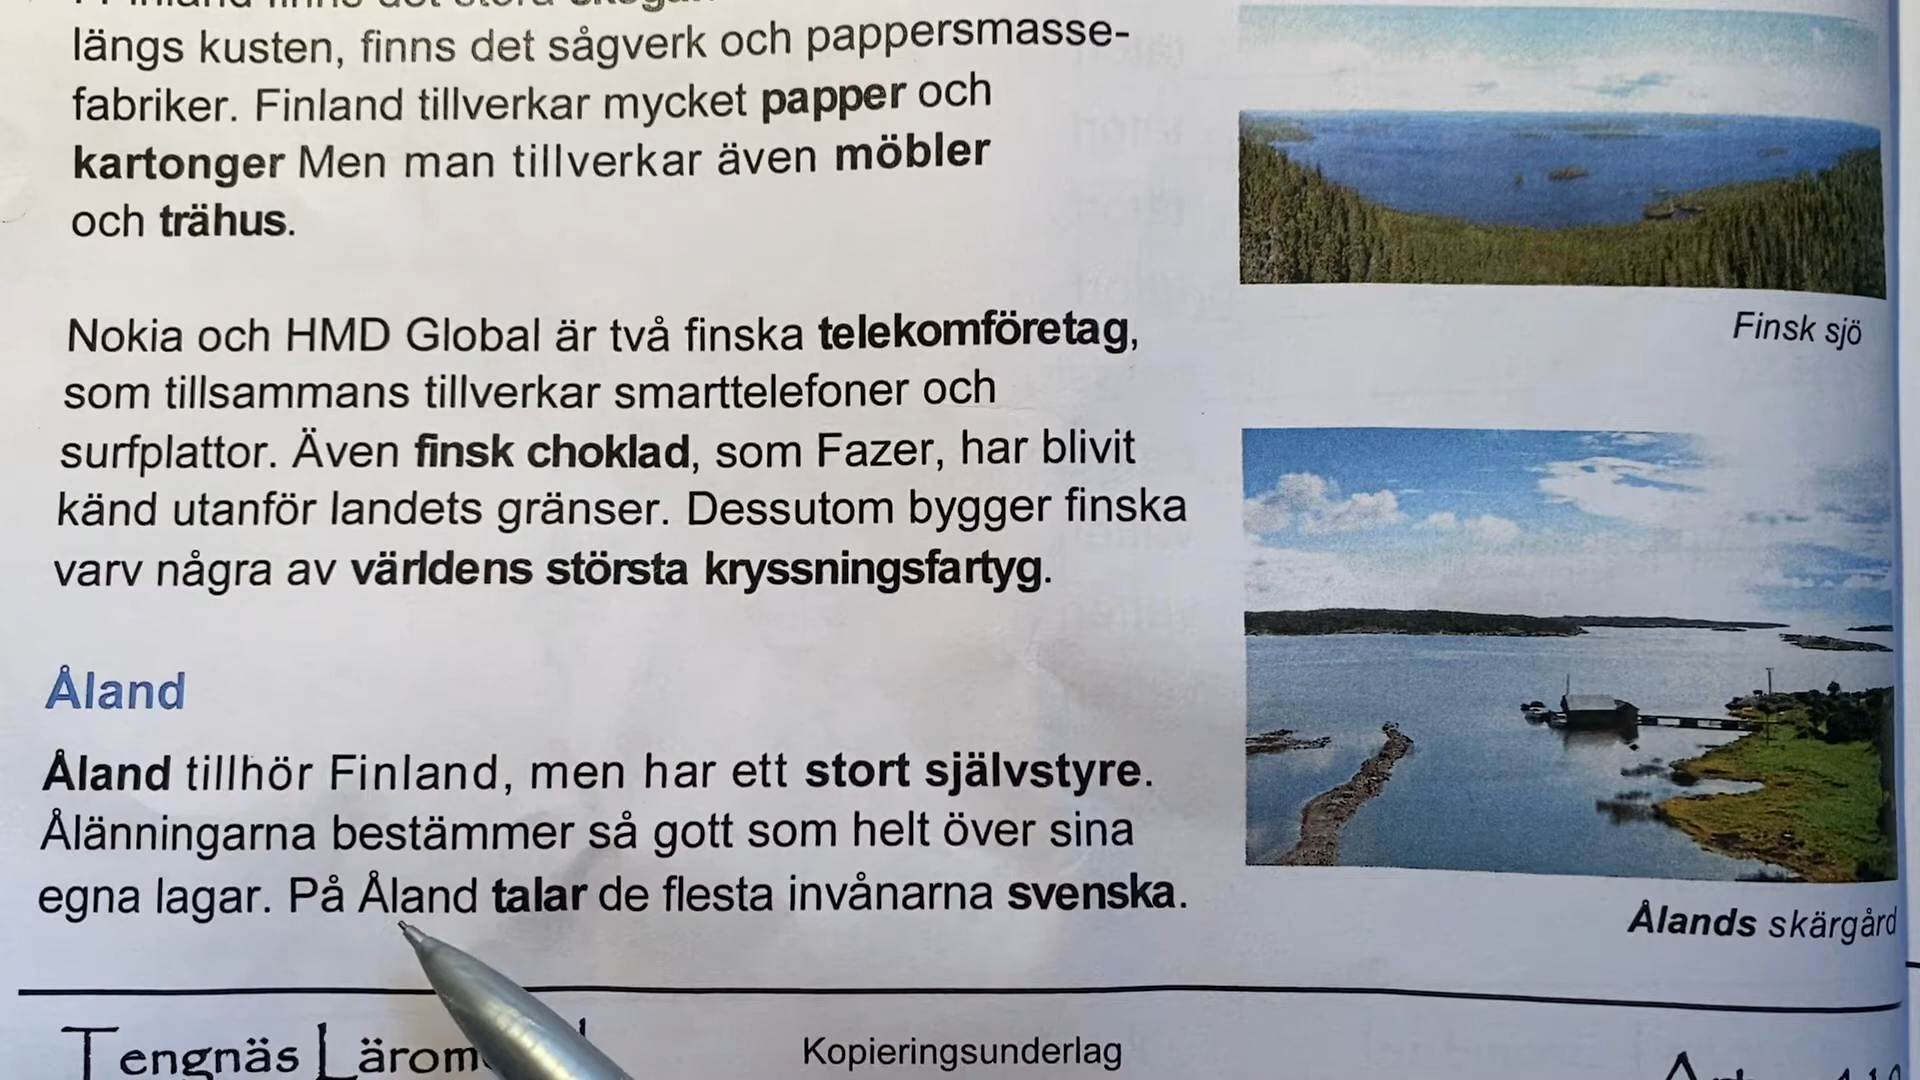 längs kusten, finns det sågverk och pappersmasse-
fabriker. Finland tillverkar mycket papper och
kartonger Men man tillverkar även möbler
och trähus.
Nokia och HMD Global är två finska telekomföretag,
som tillsammans tillverkar smarttelefoner och
surfplattor. Även finsk choklad, som Fazer, har blivit
känd utanför landets gränser. Dessutom bygger finska
varv några av världens största kryssningsfartyg.
Åland
Åland tillhör Finland, men har ett stort självstyre.
Ålänningarna bestämmer så gott som helt över sina
egna lagar. På Åland talar de flesta invånarna svenska.
Finsk sjö
Ålands skärgård
Tengnäs
Kopieringsunderlag